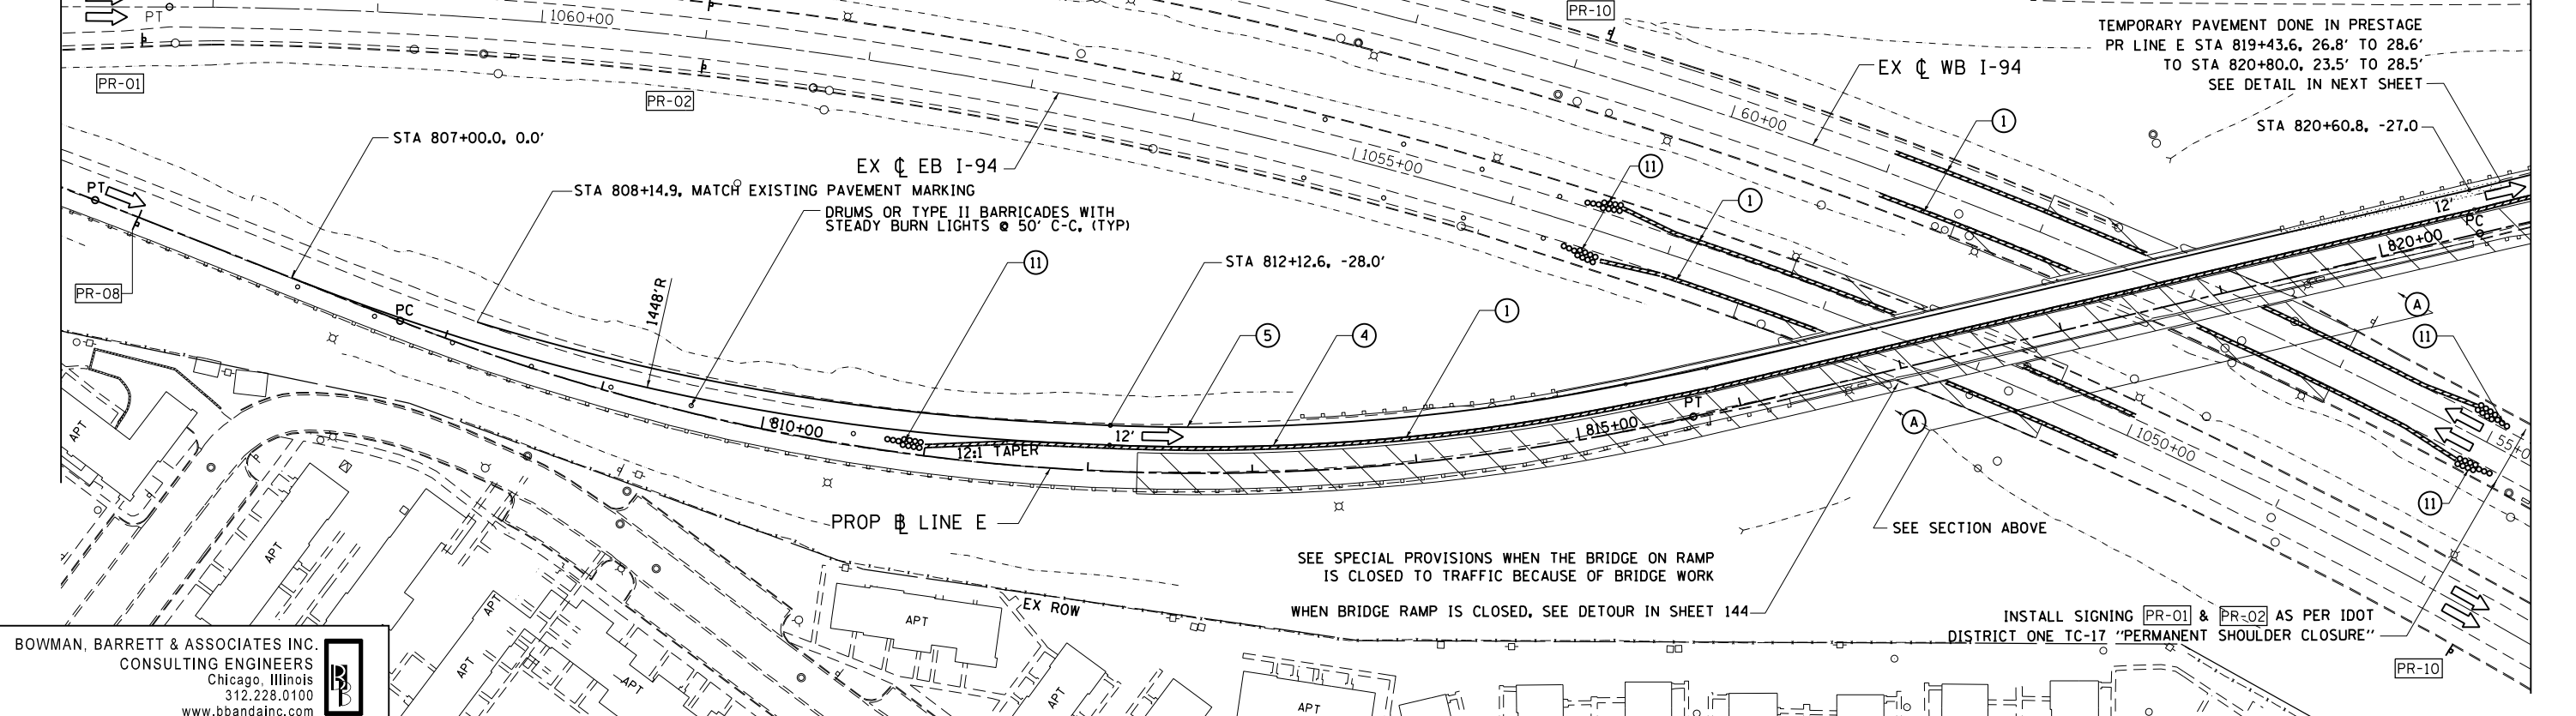 PT
1060+00
PR-10
TEMPORARY PAVEMENT DONE IN PRESTAGE
PR LINE E STA 819+43.6, 26.8' TO 28.6'
TO STA 820+80.0, 23.5' TO 28.5'
SEE DETAIL IN NEXT SHEET
PR-01
PR-02
EX ℄ WB I-94
60+00
1
STA 820+60.8, -27.0
STA 807+00.0, 0.0'
EX ℄ EB I-94
1055+00
11
1
PT
STA 808+14.9, MATCH EXISTING PAVEMENT MARKING
DRUMS OR TYPE II BARRICADES WITH
STEADY BURN LIGHTS @ 50' C-C, (TYP)
12'
PC
820+00
11
STA 812+12.6, -28.0'
PR-08
PC
1448'R
5
4
1
A
11
810+00
12'
12:1 TAPER
PT
815+00
A
1050+00
APT
11
PROP BL LINE E
SEE SECTION ABOVE
APT
SEE SPECIAL PROVISIONS WHEN THE BRIDGE ON RAMP
IS CLOSED TO TRAFFIC BECAUSE OF BRIDGE WORK
WHEN BRIDGE RAMP IS CLOSED, SEE DETOUR IN SHEET 144
EX ROW
APT
APT
INSTALL SIGNING PR-01 & PR-02 AS PER IDOT
DISTRICT ONE TC-17 "PERMANENT SHOULDER CLOSURE"
PR-10
BOWMAN, BARRETT & ASSOCIATES INC.
CONSULTING ENGINEERS
Chicago, Illinois
312.228.0100
www.bbandainc.com
APT
APT
APT
APT